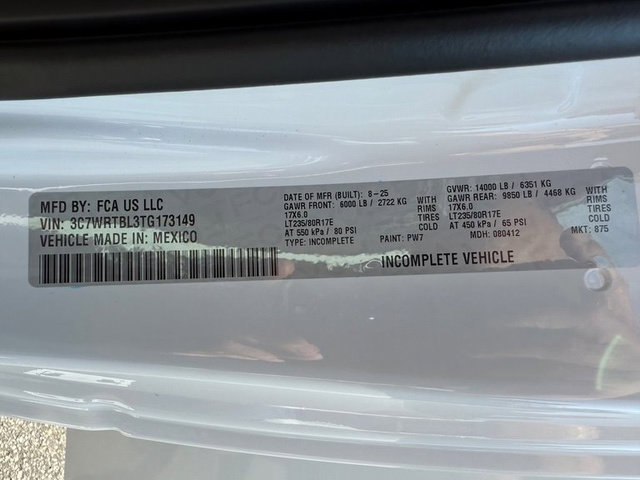 MFD BY: FCA US LLC
VIN: 3C7WRTBL3TG173149
VEHICLE MADE IN: MEXICO
DATE OF MFR (BUILT): 8-25
GAWR FRONT: 6000 LB / 2722 KG WITH
17X6.0 RIMS
LT235/80R17E TIRES
AT 550 kPa / 80 PSI COLD
TYPE: INCOMPLETE PAINT: PW7
GVWR: 14000 LB / 6351 KG
GAWR REAR: 9850 LB / 4468 KG WITH
17X6.0 RIMS
LT235/80R17E TIRES
AT 450 kPa / 65 PSI COLD
MDH: 080412 MKT: 875
INCOMPLETE VEHICLE